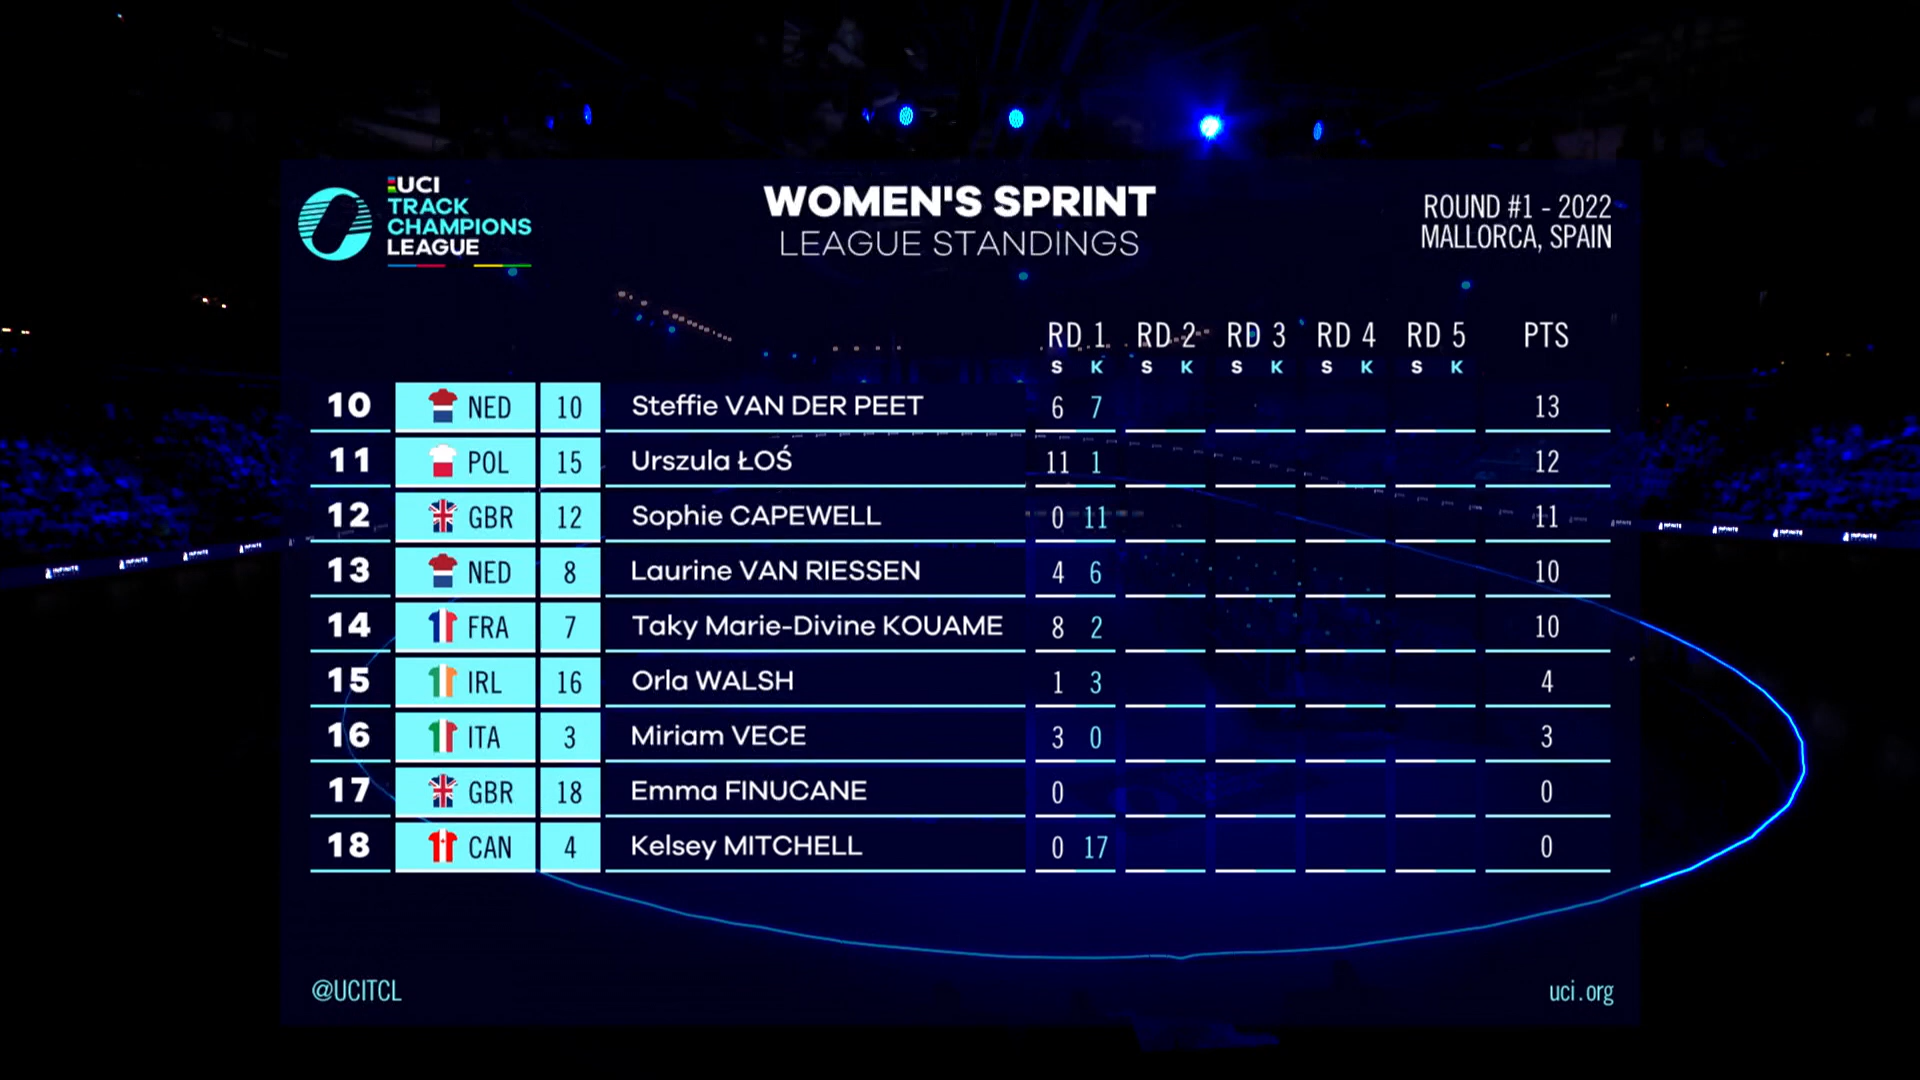 UCI
TRACK
CHAMPIONS
LEAGUE
WOMEN'S SPRINT
LEAGUE STANDINGS
ROUND #1 - 2022
MALLORCA, SPAIN
RD 1 RD 2 RD 3 RD 4 RD 5 PTS
S K S K S K S K S K
10 NED 10 Steffie VAN DER PEET 6 7 13
11 POL 15 Urszula ŁOŚ 11 1 12
12 GBR 12 Sophie CAPEWELL 0 11 11
13 NED 8 Laurine VAN RIESSEN 4 6 10
14 FRA 7 Taky Marie-Divine KOUAME 8 2 10
15 IRL 16 Orla WALSH 1 3 4
16 ITA 3 Miriam VECE 3 0 3
17 GBR 18 Emma FINUCANE 0 0
18 CAN 4 Kelsey MITCHELL 0 17 0
@UCITCL
uci.org